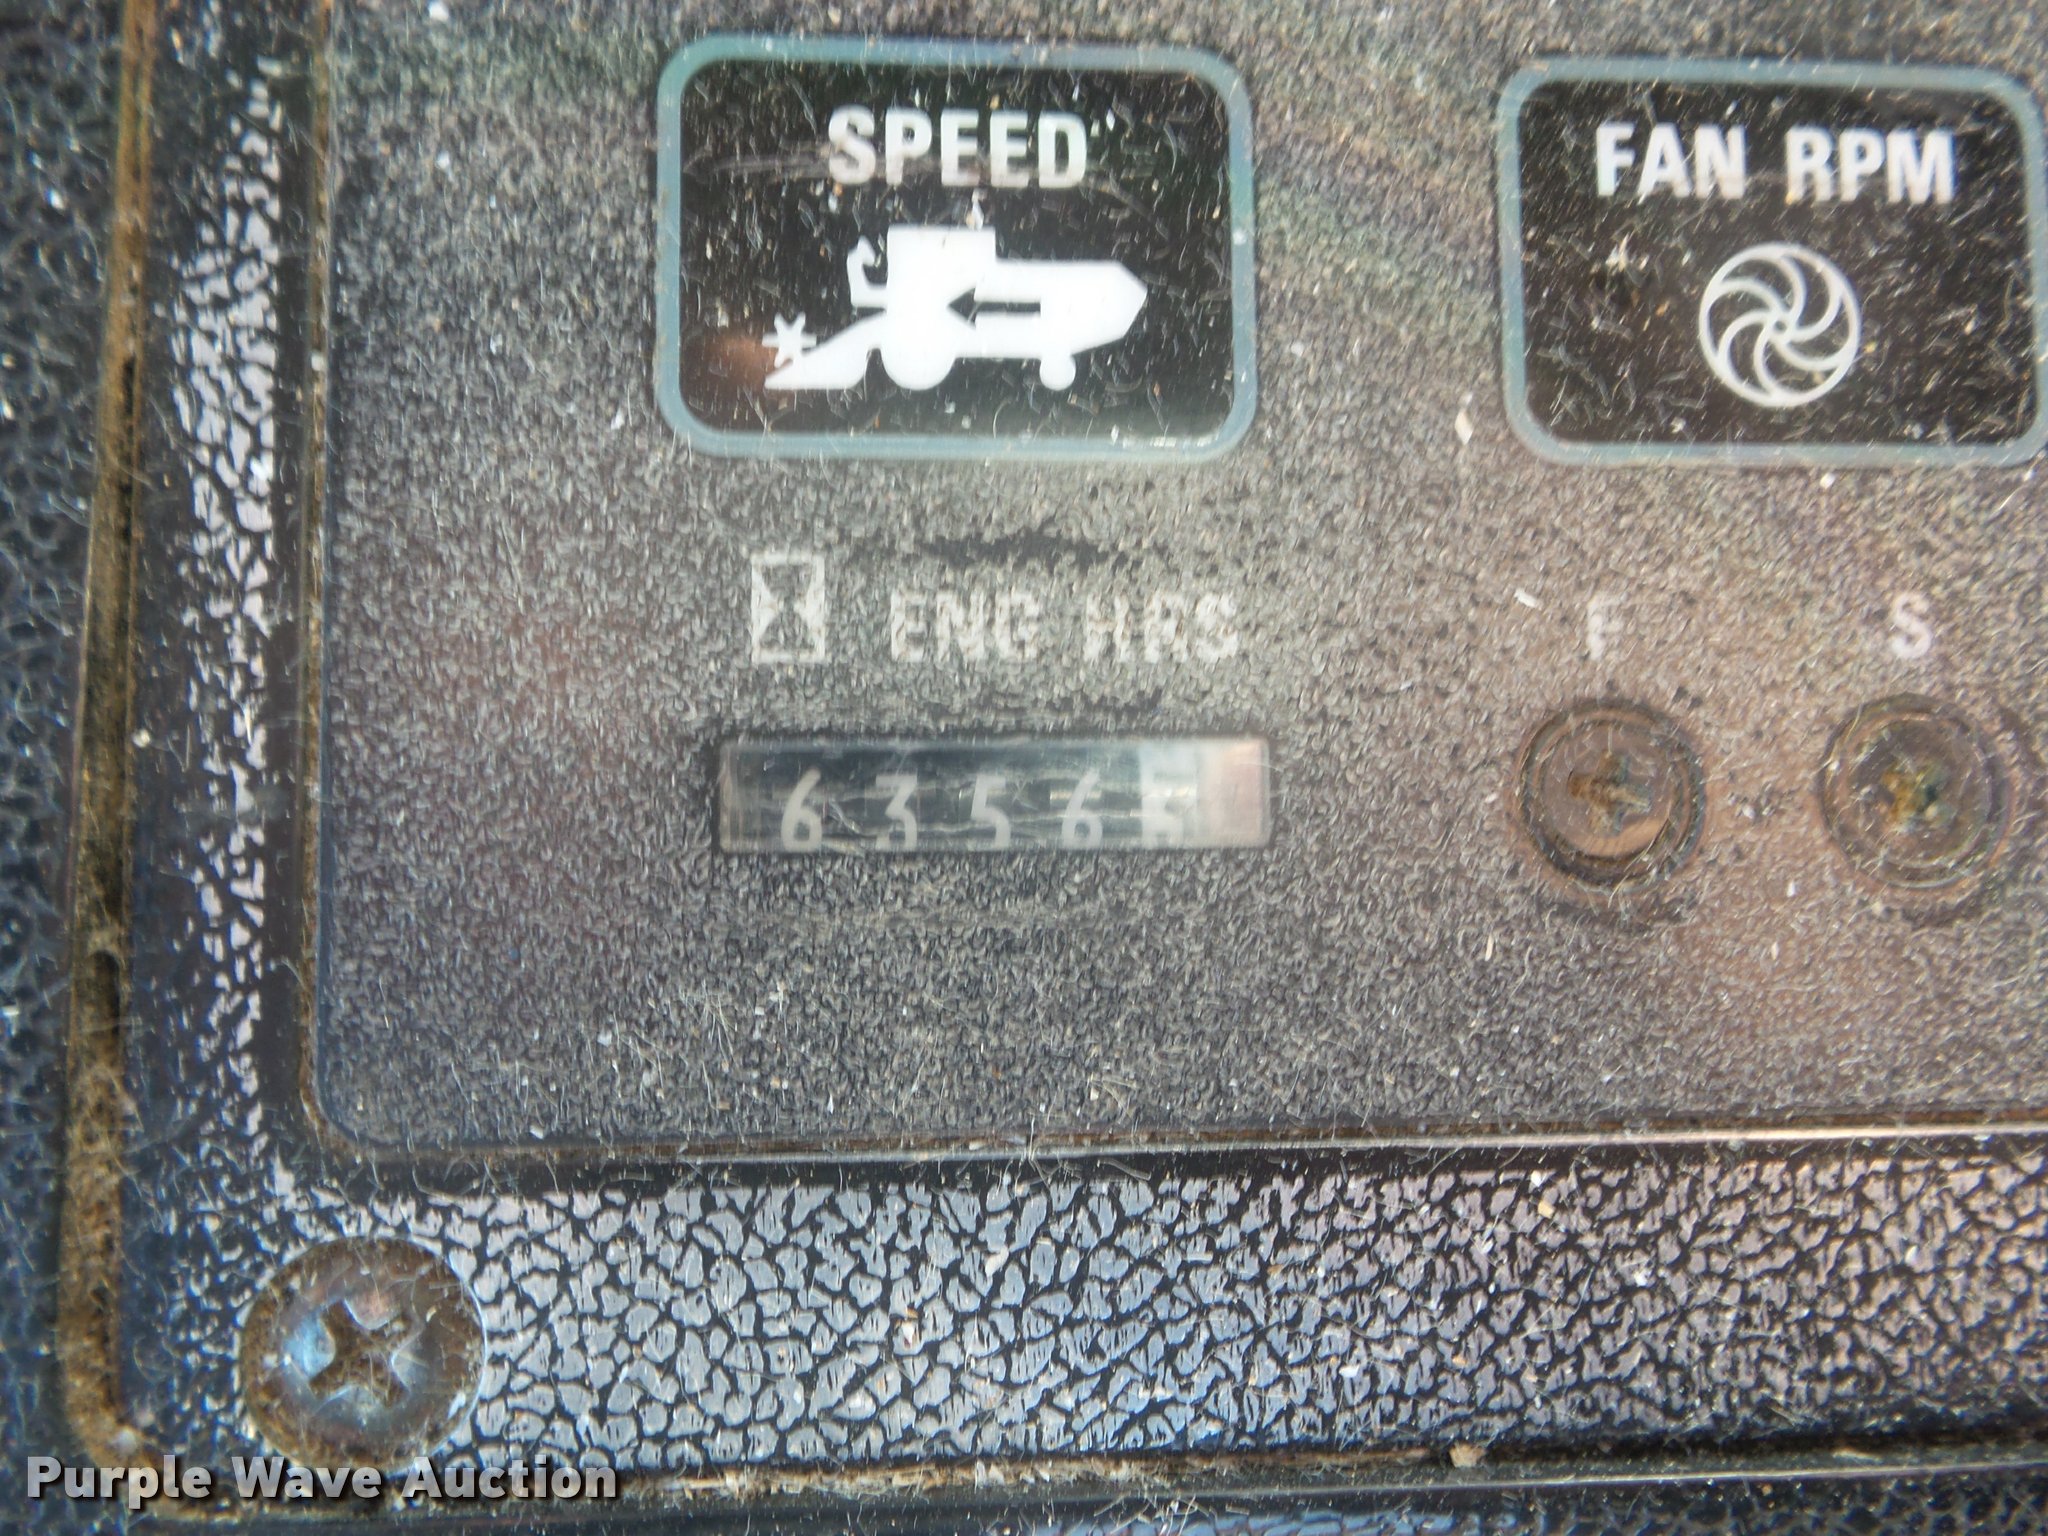 SPEED
FAN RPM
ENG HRS
F
S
6356
Purple Wave Auction